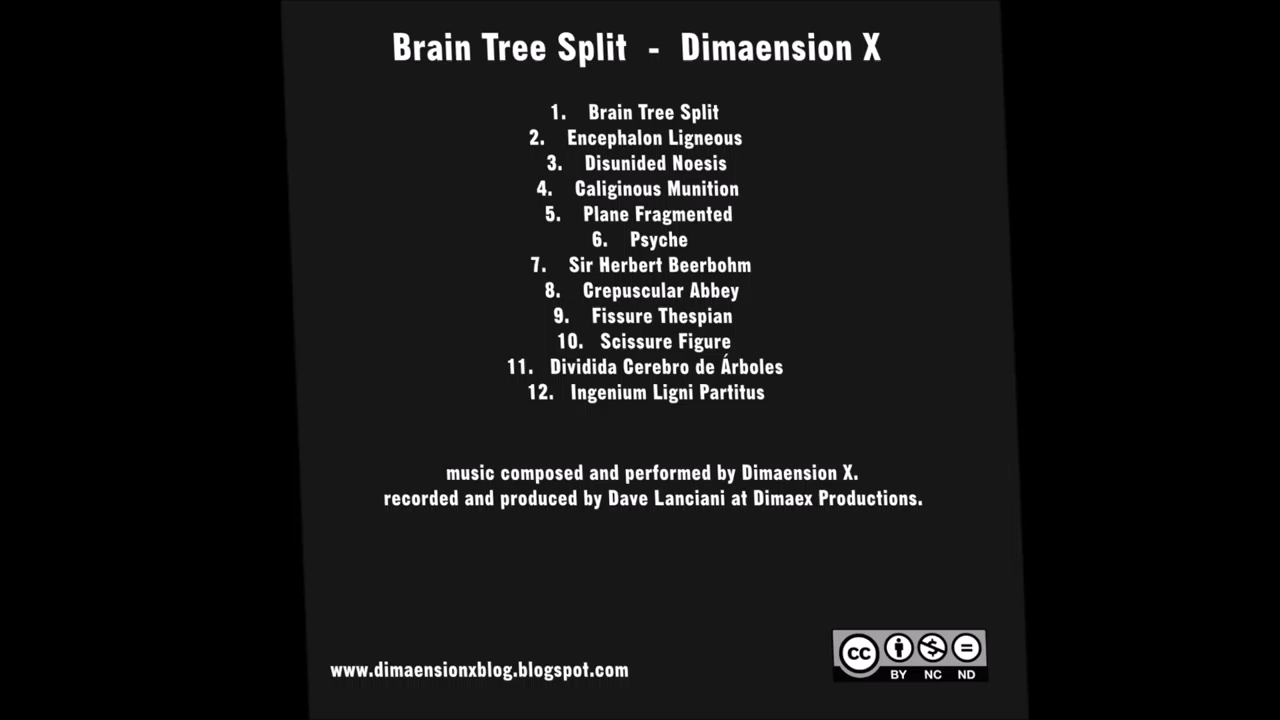 Brain Tree Split - Dimaension X
1. Brain Tree Split
2. Encephalon Ligneous
3. Disunided Noesis
4. Caliginous Munition
5. Plane Fragmented
6. Psyche
7. Sir Herbert Beerbohm
8. Crepuscular Abbey
9. Fissure Thespian
10. Scissure Figure
11. Dividida Cerebro de Árboles
12. Ingenium Ligni Partitus
music composed and performed by Dimaension X.
recorded and produced by Dave Lanciani at Dimaex Productions.
www.dimaensionxblog.blogspot.com
cc
BY NC ND